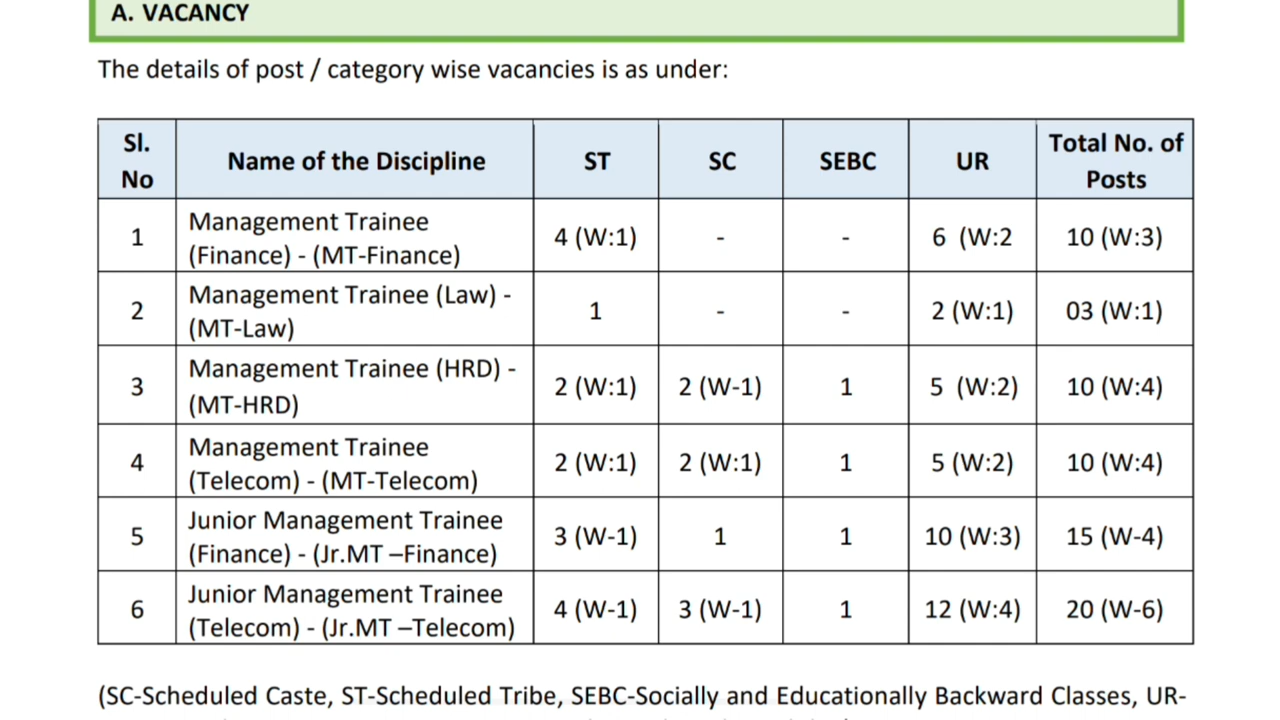 A. VACANCY
The details of post / category wise vacancies is as under:
Sl. No | Name of the Discipline | ST | SC | SEBC | UR | Total No. of Posts
1 | Management Trainee (Finance) - (MT-Finance) | 4 (W:1) | - | - | 6 (W:2 | 10 (W:3)
2 | Management Trainee (Law) - (MT-Law) | 1 | - | - | 2 (W:1) | 03 (W:1)
3 | Management Trainee (HRD) - (MT-HRD) | 2 (W:1) | 2 (W-1) | 1 | 5 (W:2) | 10 (W:4)
4 | Management Trainee (Telecom) - (MT-Telecom) | 2 (W:1) | 2 (W:1) | 1 | 5 (W:2) | 10 (W:4)
5 | Junior Management Trainee (Finance) - (Jr.MT –Finance) | 3 (W-1) | 1 | 1 | 10 (W:3) | 15 (W-4)
6 | Junior Management Trainee (Telecom) - (Jr.MT –Telecom) | 4 (W-1) | 3 (W-1) | 1 | 12 (W:4) | 20 (W-6)
(SC-Scheduled Caste, ST-Scheduled Tribe, SEBC-Socially and Educationally Backward Classes, UR-